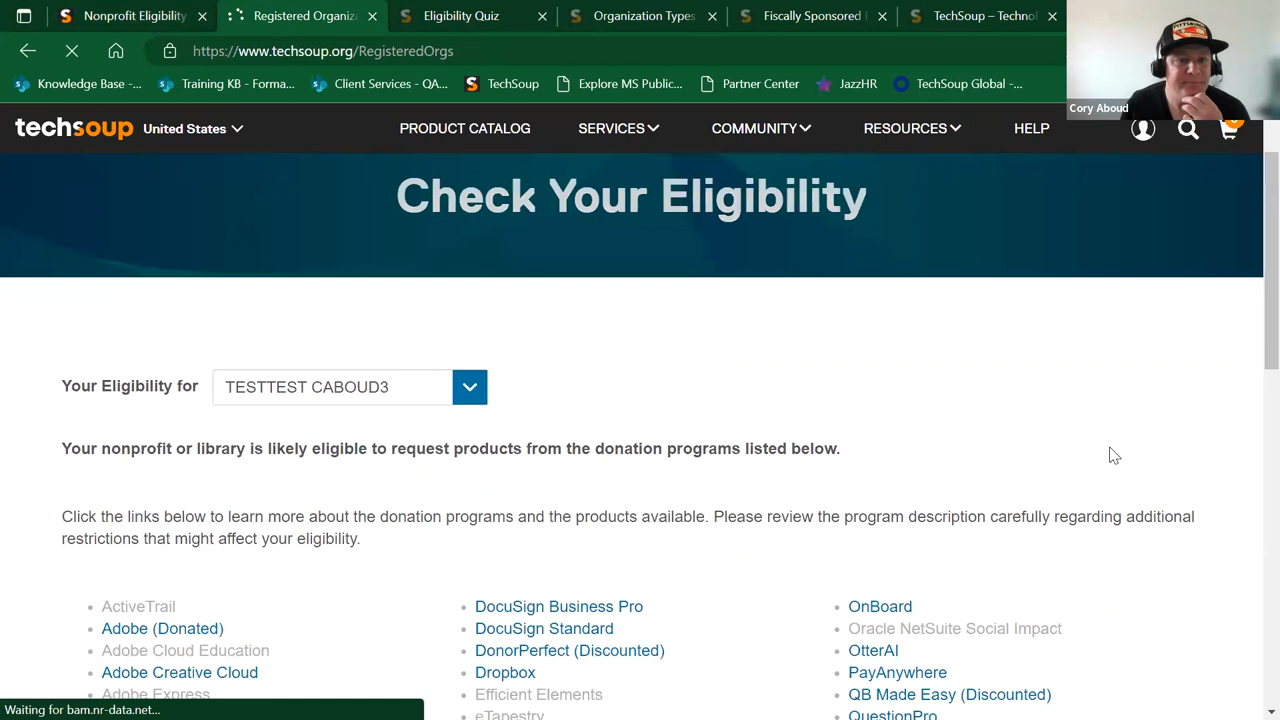 Nonprofit Eligibility
Registered Organiza
Eligibility Quiz
Organization Types
Fiscally Sponsored
TechSoup – Technol
https://www.techsoup.org/RegisteredOrgs
Knowledge Base -...
Training KB - Forma...
Client Services - QA...
TechSoup
Explore MS Public...
Partner Center
JazzHR
TechSoup Global -...
PITTSBURGH
Cory Aboud
techsoup
United States
PRODUCT CATALOG
SERVICES
COMMUNITY
RESOURCES
HELP
Check Your Eligibility
Your Eligibility for
TESTTEST CABOUD3
Your nonprofit or library is likely eligible to request products from the donation programs listed below.
Click the links below to learn more about the donation programs and the products available. Please review the program description carefully regarding additional
restrictions that might affect your eligibility.
ActiveTrail
Adobe (Donated)
Adobe Cloud Education
Adobe Creative Cloud
Adobe Express
DocuSign Business Pro
DocuSign Standard
DonorPerfect (Discounted)
Dropbox
Efficient Elements
eTapestry
OnBoard
Oracle NetSuite Social Impact
OtterAI
PayAnywhere
QB Made Easy (Discounted)
QuestionPro
Waiting for bam.nr-data.net...